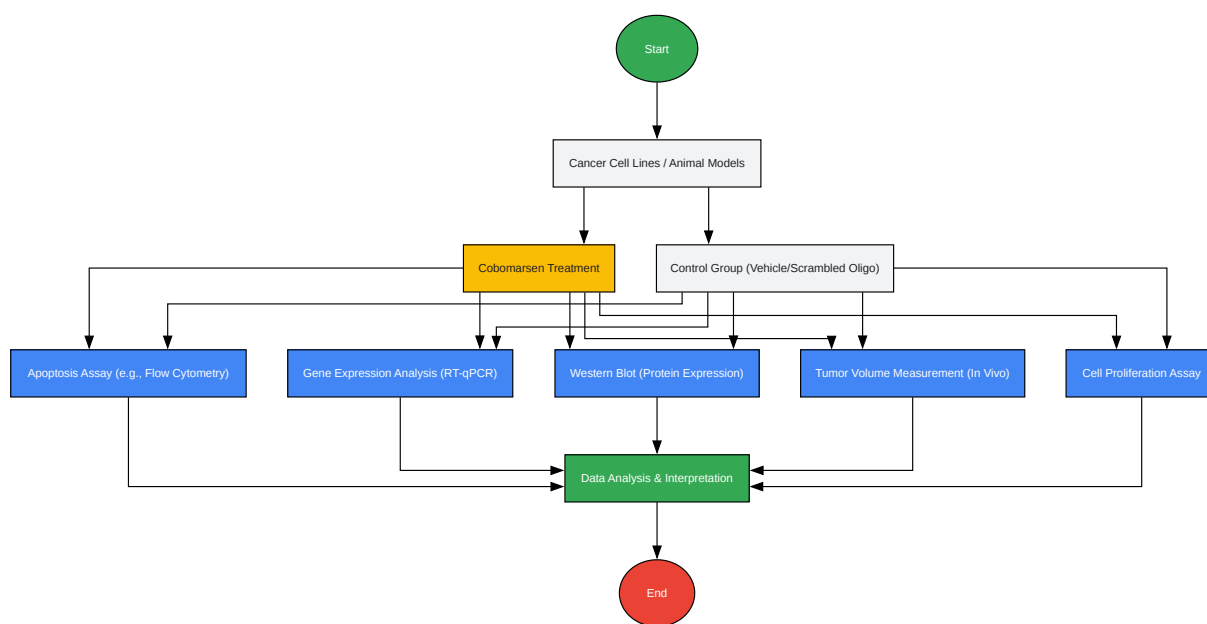 Start
Cancer Cell Lines / Animal Models
Cobomarsen Treatment
Control Group (Vehicle/Scrambled Oligo)
Apoptosis Assay (e.g., Flow Cytometry)
Gene Expression Analysis (RT-qPCR)
Western Blot (Protein Expression)
Tumor Volume Measurement (In Vivo)
Cell Proliferation Assay
Data Analysis & Interpretation
End